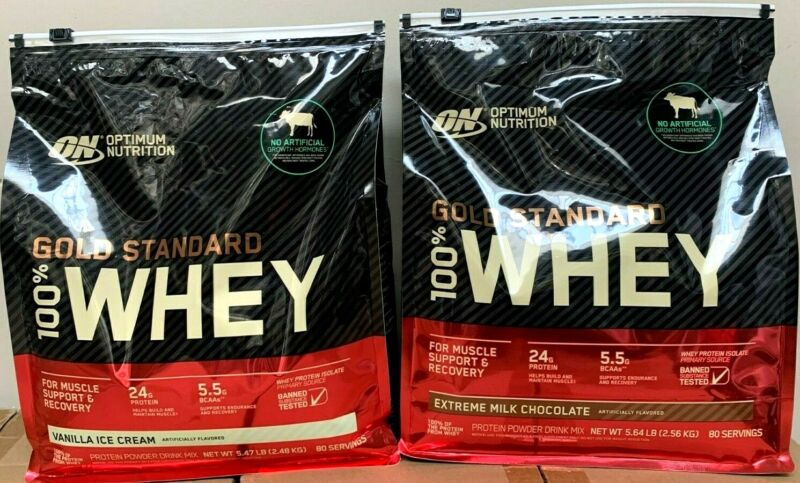 ON OPTIMUM
NUTRITION
NO ARTIFICIAL
GROWTH HORMONES
GOLD STANDARD
100% WHEY
FOR MUSCLE
SUPPORT &
RECOVERY
24G
PROTEIN
HELPS BUILD AND
MAINTAIN MUSCLE
5.5G
BCAAs
SUPPORTS ENDURANCE
AND RECOVERY
WHEY PROTEIN ISOLATE
PRIMARY SOURCE
BANNED
SUBSTANCE
TESTED
VANILLA ICE CREAM ARTIFICIALLY FLAVORED
100% OF
THE PROTEIN
FROM WHEY
PROTEIN POWDER DRINK MIX NET WT 5.47 LB (2.48 KG) 80 SERVINGS
ON OPTIMUM
NUTRITION
NO ARTIFICIAL
GROWTH HORMONES
GOLD STANDARD
100% WHEY
FOR MUSCLE
SUPPORT &
RECOVERY
24G
PROTEIN
HELPS BUILD AND
MAINTAIN MUSCLE
5.5G
BCAAs
SUPPORTS ENDURANCE
AND RECOVERY
WHEY PROTEIN ISOLATE
PRIMARY SOURCE
BANNED
SUBSTANCE
TESTED
EXTREME MILK CHOCOLATE ARTIFICIALLY FLAVORED
100% OF
THE PROTEIN
FROM WHEY
PROTEIN POWDER DRINK MIX NET WT 5.64 LB (2.56 KG) 80 SERVINGS